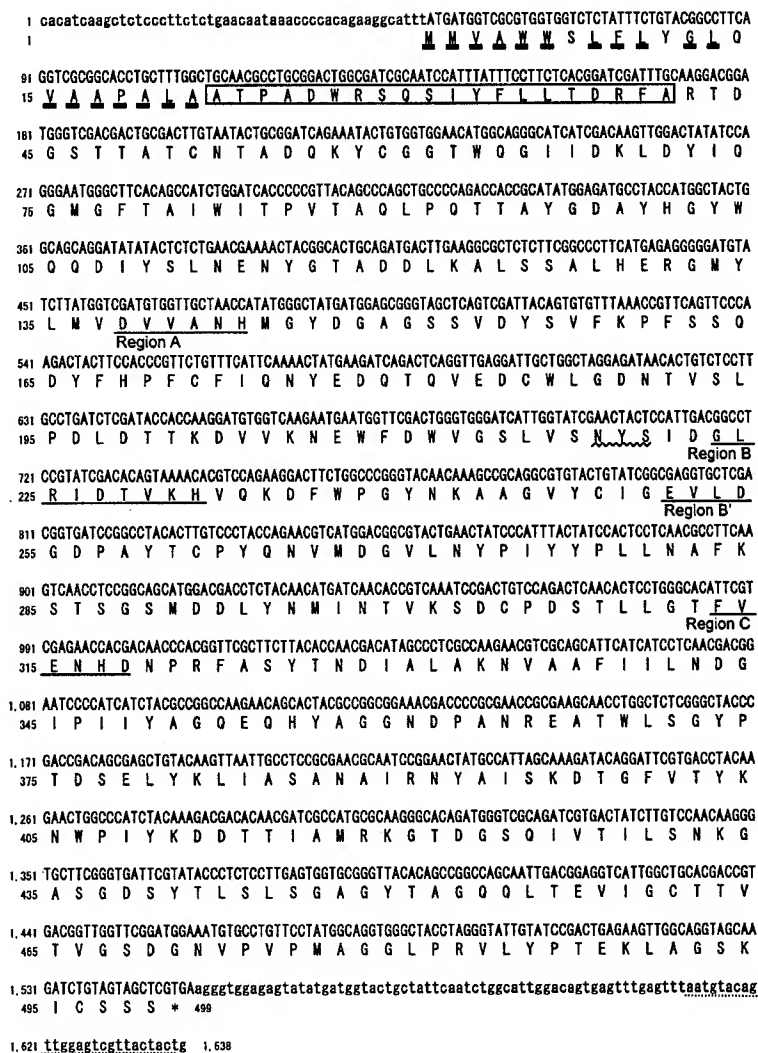 1 cacatcaagctctcccttctctgaacaataaaccccacagaaggcatttATGATGGTCGCGTGGTGGTCTCTATTTCTGTACGGCCTTCA
1 M M V A W W S L F L Y G L Q
91 GGTCGCGGCACCTGCTTTGGCTGCAACGCCTGCGGACTGGCGATCGCAATCCATTTATTTCCTTCTCACGGATCGATTTGCAAGGACGGA
15 V A A P A L A A T P A D W R S Q S I Y F L L T D R F A R T D
181 TGGGTCGACGACTGCGACTTGTAATACTGCGGATCAGAAATACTGTGGTGGAACATGGCAGGGCATCATCGACAAGTTGGACTATATCCA
45 G S T T A T C N T A D Q K Y C G G T W Q G I I D K L D Y I Q
271 GGGAATGGGCTTCACAGCCATCTGGATCACCCCCGTTACAGCCCAGCTGCCCCAGACCACCGCATATGGAGATGCCTACCATGGCTACTG
75 G M G F T A I W I T P V T A Q L P Q T T A Y G D A Y H G Y W
361 GCAGCAGGATATATACTCTCTGAACGAAAACTACGGCACTGCAGATGACTTGAAGGCGCTCTCTTCGGCCCTTCATGAGAGGGGGATGTA
105 Q Q D I Y S L N E N Y G T A D D L K A L S S A L H E R G M Y
451 TCTTATGGTCGATGTGGTTGCTAACCATATGGGCTATGATGGAGCGGGTAGCTCAGTCGATTACAGTGTGTTTAAACCGTTCAGTTCCCA
135 L M V D V V A N H M G Y D G A G S S V D Y S V F K P F S S Q
Region A
541 AGACTACTTCCACCCGTTCTGTTTCATTCAAAACTATGAAGATCAGACTCAGGTTGAGGATTGCTGGCTAGGAGATAACACTGTCTCCTT
165 D Y F H P F C F I Q N Y E D Q T Q V E D C W L G D N T V S L
631 GCCTGATCTCGATACCACCAAGGATGTGGTCAAGAATGAATGGTTCGACTGGGTGGGATCATTGGTATCGAACTACTCCATTGACGGCCT
195 P D L D T T K D V V K N E W F D W V G S L V S N Y S I D G L
Region B
721 CCGTATCGACACAGTAAAACACGTCCAGAAGGACTTCTGGCCCGGGTACAACAAAGCCGCAGGCGTGTACTGTATCGGCGAGGTGCTCGA
225 R I D T V K H V Q K D F W P G Y N K A A G V Y C I G E V L D
Region B'
811 CGGTGATCCGGCCTACACTTGTCCCTACCAGAACGTCATGGACGGCGTACTGAACTATCCCATTTACTATCCACTCCTCAACGCCTTCAA
255 G D P A Y T C P Y Q N V M D G V L N Y P I Y Y P L L N A F K
901 GTCAACCTCCGGCAGCATGGACGACCTCTACAACATGATCAACACCGTCAAATCCGACTGTCCAGACTCAACACTCCTGGGCACATTCGT
285 S T S G S M D D L Y N M I N T V K S D C P D S T L L G T F V
Region C
991 CGAGAACCACGACAACCCACGGTTCGCTTCTTACACCAACGACATAGCCCTCGCCAAGAACGTCGCAGCATTCATCATCCTCAACGACGG
315 E N H D N P R F A S Y T N D I A L A K N V A A F I I L N D G
1,081 AATCCCCATCATCTACGCCGGCCAAGAACAGCACTACGCCGGCGGAAACGACCCCGCGAACCGCGAAGCAACCTGGCTCTCGGGCTACCC
345 I P I I Y A G Q E Q H Y A G G N D P A N R E A T W L S G Y P
1,171 GACCGACAGCGAGCTGTACAAGTTAATTGCCTCCGCGAACGCAATCCGGAACTATGCCATTAGCAAAGATACAGGATTCGTGACCTACAA
375 T D S E L Y K L I A S A N A I R N Y A I S K D T G F V T Y K
1,261 GAACTGGCCCATCTACAAAGACGACACAACGATCGCCATGCGCAAGGGCACAGATGGGTCGCAGATCGTGACTATCTTGTCCAACAAGGG
405 N W P I Y K D D T T I A M R K G T D G S Q I V T I L S N K G
1,351 TGCTTCGGGTGATTCGTATACCCTCTCCTTGAGTGGTGCGGGTTACACAGCCGGCCAGCAATTGACGGAGGTCATTGGCTGCACGACCGT
435 A S G D S Y T L S L S G A G Y T A G Q Q L T E V I G C T T V
1,441 GACGGTTGGTTCGGATGGAAATGTGCCTGTTCCTATGGCAGGTGGGCTACCTAGGGTATTGTATCCGACTGAGAAGTTGGCAGGTAGCAA
465 T V G S D G N V P V P M A G G L P R V L Y P T E K L A G S K
1,531 GATCTGTAGTAGCTCGTGAagggtggagagtatatgatggtactgctattcaatctggcattggacagtgagtttgagtttaatgtacag
495 I C S S S * 499
1,621 ttggagtcgttactactg 1,638